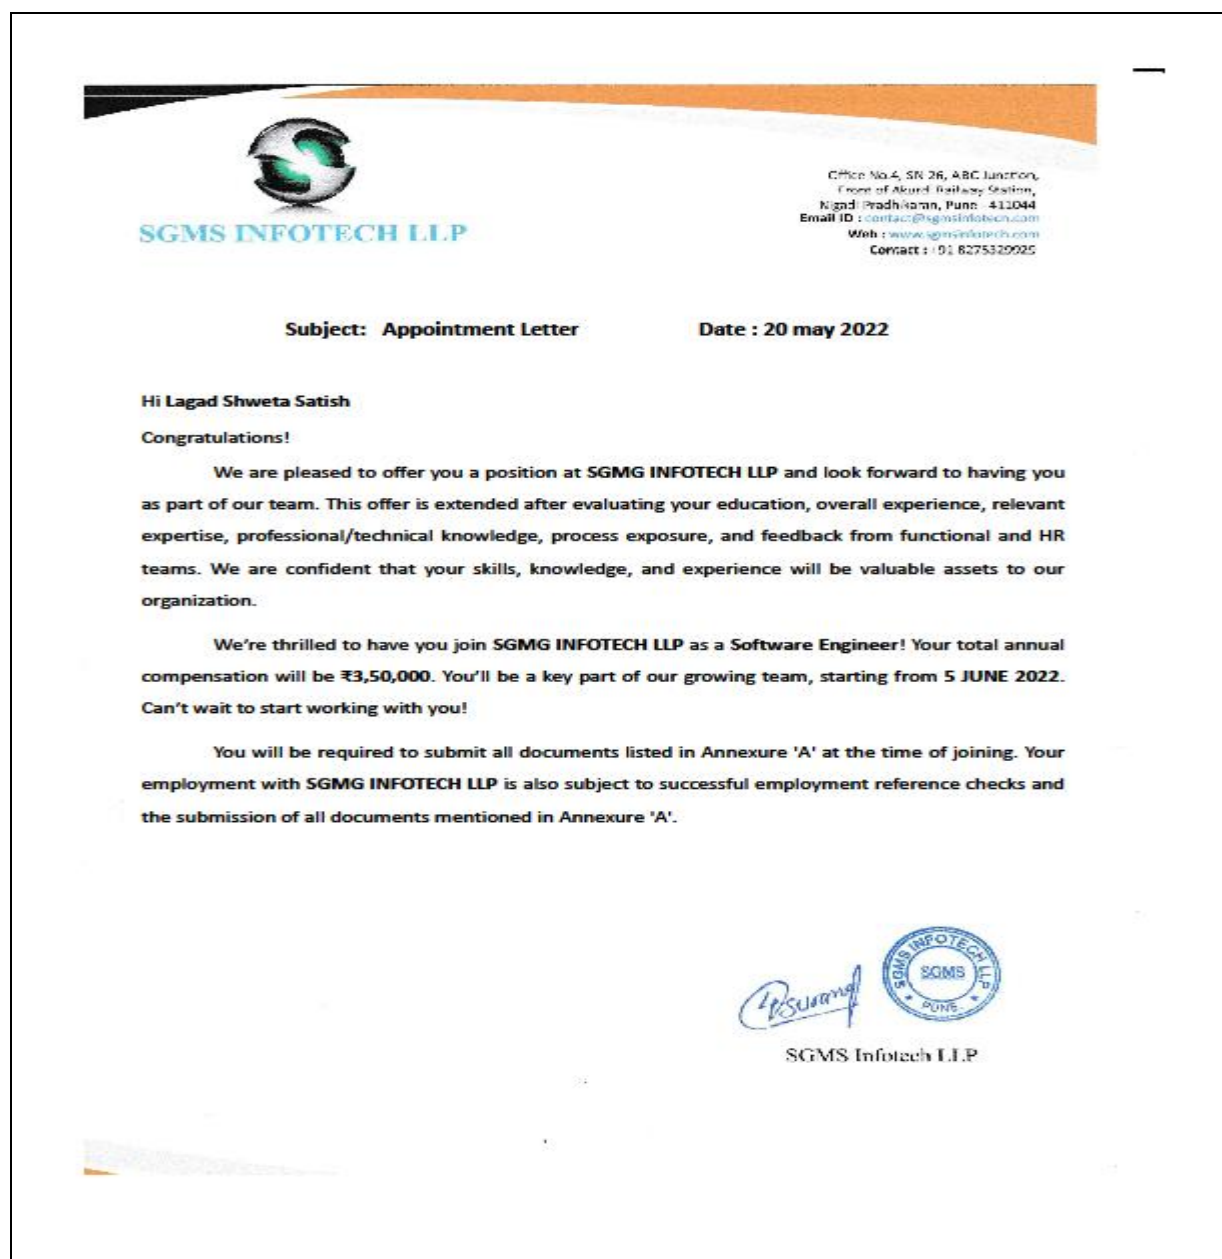 SGMS INFOTECH LLP
Office No.4, SN 26, ABC Junction,
Front of Akurdi Railway Station,
Nigadi Pradhikaran, Pune - 411044
Email ID : contact@sgmsinfotech.com
Web : www.sgmsinfotech.com
Contact : +91 8275329925
Subject: Appointment Letter Date : 20 may 2022
Hi Lagad Shweta Satish
Congratulations!
We are pleased to offer you a position at SGMG INFOTECH LLP and look forward to having you
as part of our team. This offer is extended after evaluating your education, overall experience, relevant
expertise, professional/technical knowledge, process exposure, and feedback from functional and HR
teams. We are confident that your skills, knowledge, and experience will be valuable assets to our
organization.
We're thrilled to have you join SGMG INFOTECH LLP as a Software Engineer! Your total annual
compensation will be ₹3,50,000. You'll be a key part of our growing team, starting from 5 JUNE 2022.
Can't wait to start working with you!
You will be required to submit all documents listed in Annexure 'A' at the time of joining. Your
employment with SGMG INFOTECH LLP is also subject to successful employment reference checks and
the submission of all documents mentioned in Annexure 'A'.
SGMS INFOTECH LLP
SGMS
* PUNE. *
SGMS Infotech LLP